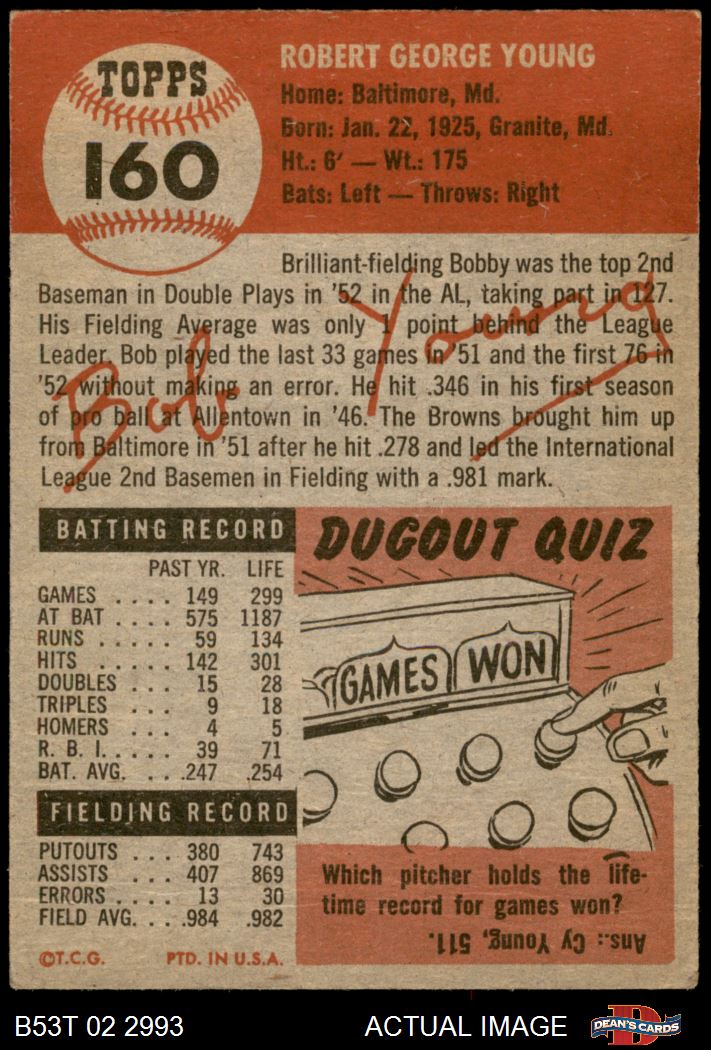 TOPPS
160
ROBERT GEORGE YOUNG
Home: Baltimore, Md.
Born: Jan. 22, 1925, Granite, Md.
Ht.: 6' — Wt.: 175
Bats: Left — Throws: Right
Brilliant-fielding Bobby was the top 2nd
Baseman in Double Plays in '52 in the AL, taking part in 127.
His Fielding Average was only 1 point behind the League
Leader. Bob played the last 33 games in '51 and the first 76 in
'52 without making an error. He hit .346 in his first season
of pro ball at Allentown in '46. The Browns brought him up
from Baltimore in '51 after he hit .278 and led the International
League 2nd Basemen in Fielding with a .981 mark.
Bob Young
BATTING RECORD
PAST YR. LIFE
GAMES .... 149 299
AT BAT .... 575 1187
RUNS ..... 59 134
HITS ..... 142 301
DOUBLES ... 15 28
TRIPLES ... 9 18
HOMERS ... 4 5
R. B. I. .... 39 71
BAT. AVG. ... .247 .254
FIELDING RECORD
PUTOUTS ... 380 743
ASSISTS .... 407 869
ERRORS .... 13 30
FIELD AVG. ... .984 .982
©T.C.G. PTD. IN U.S.A.
DUGOUT QUIZ
GAMES WON
Which pitcher holds the life-
time record for games won?
Ans.: Cy Young, 511.
B53T 02 2993 ACTUAL IMAGE
D
DEAN'S CARDS